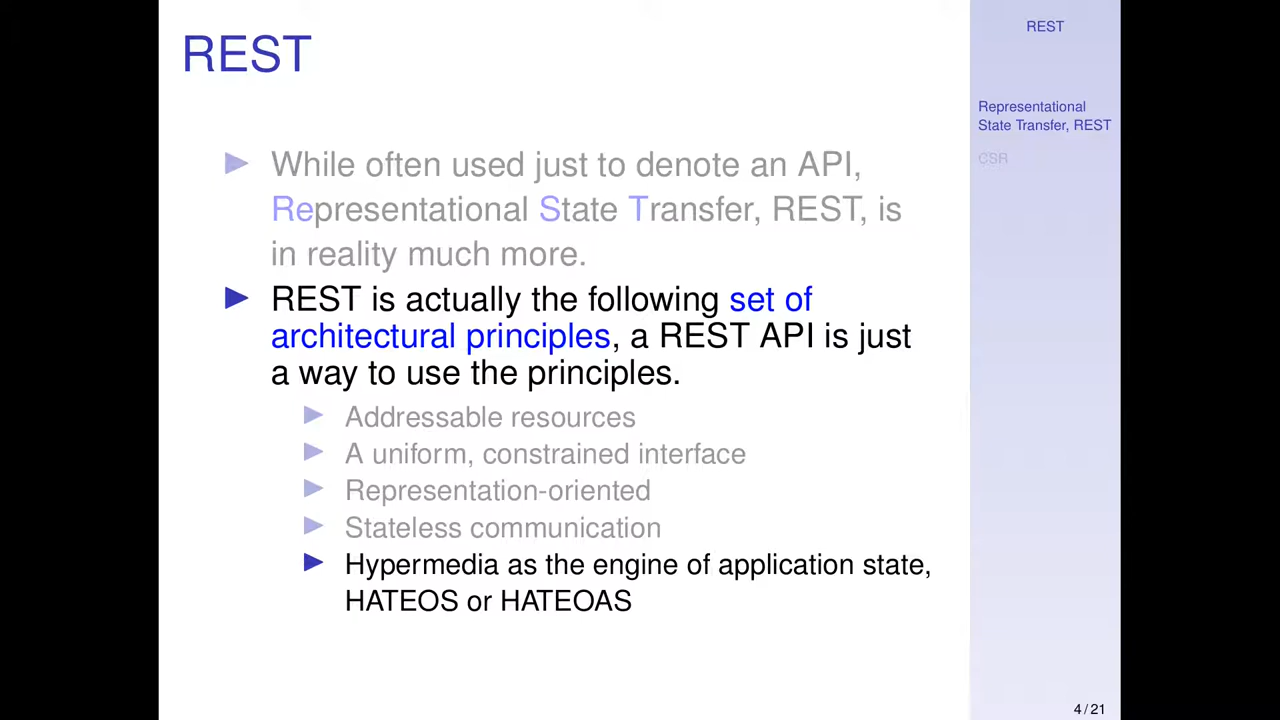 REST
While often used just to denote an API,
Representational State Transfer, REST, is
in reality much more.
REST is actually the following set of
architectural principles, a REST API is just
a way to use the principles.
Addressable resources
A uniform, constrained interface
Representation-oriented
Stateless communication
Hypermedia as the engine of application state,
HATEOS or HATEOAS
REST
Representational
State Transfer, REST
CSR
4 / 21